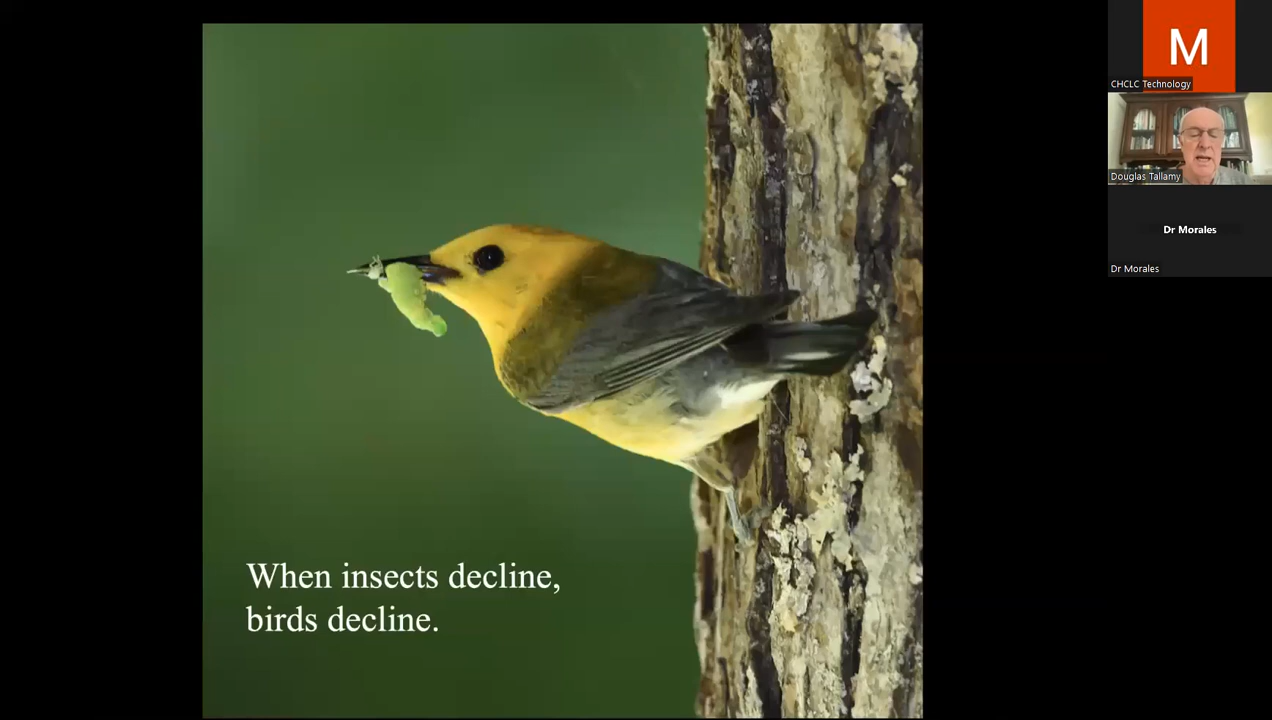 When insects decline,
birds decline.
M
CHCLC Technology
Douglas Tallamy
Dr Morales
Dr Morales